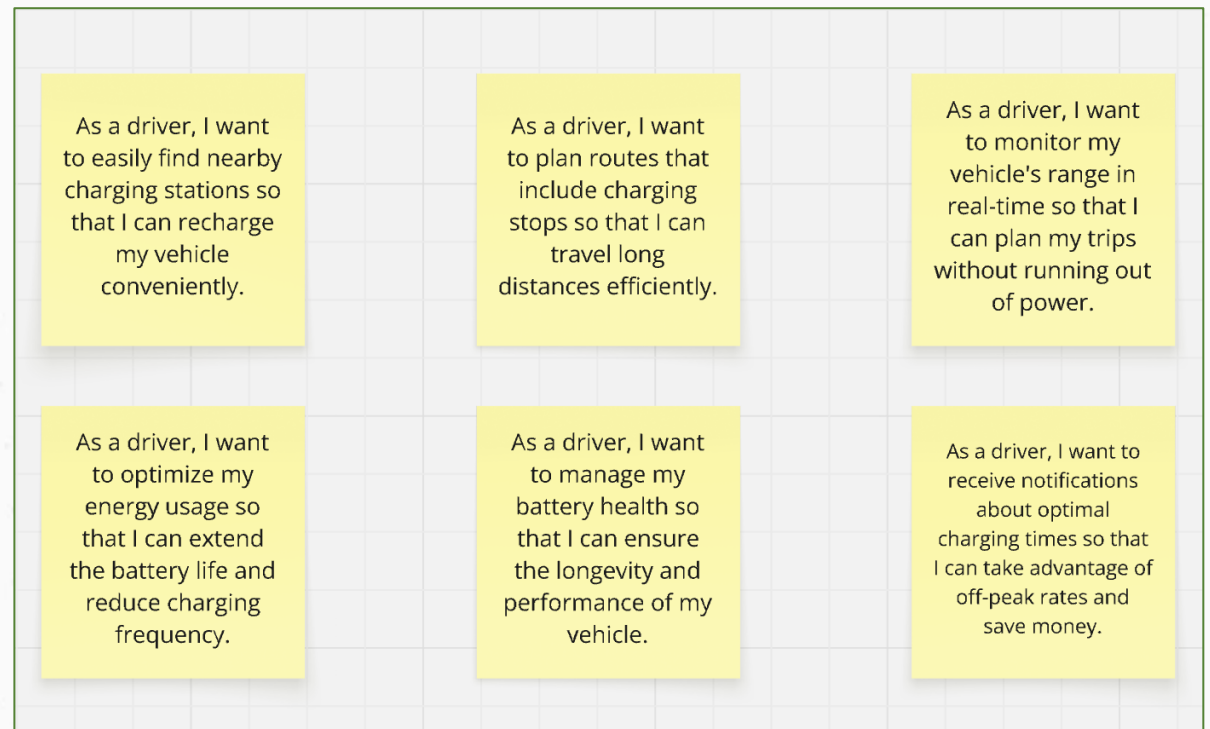 As a driver, I want
to easily find nearby
charging stations so
that I can recharge
my vehicle
conveniently.
As a driver, I want
to plan routes that
include charging
stops so that I can
travel long
distances efficiently.
As a driver, I want
to monitor my
vehicle's range in
real-time so that I
can plan my trips
without running out
of power.
As a driver, I want
to optimize my
energy usage so
that I can extend
the battery life and
reduce charging
frequency.
As a driver, I want
to manage my
battery health so
that I can ensure
the longevity and
performance of my
vehicle.
As a driver, I want to
receive notifications
about optimal
charging times so that
I can take advantage of
off-peak rates and
save money.